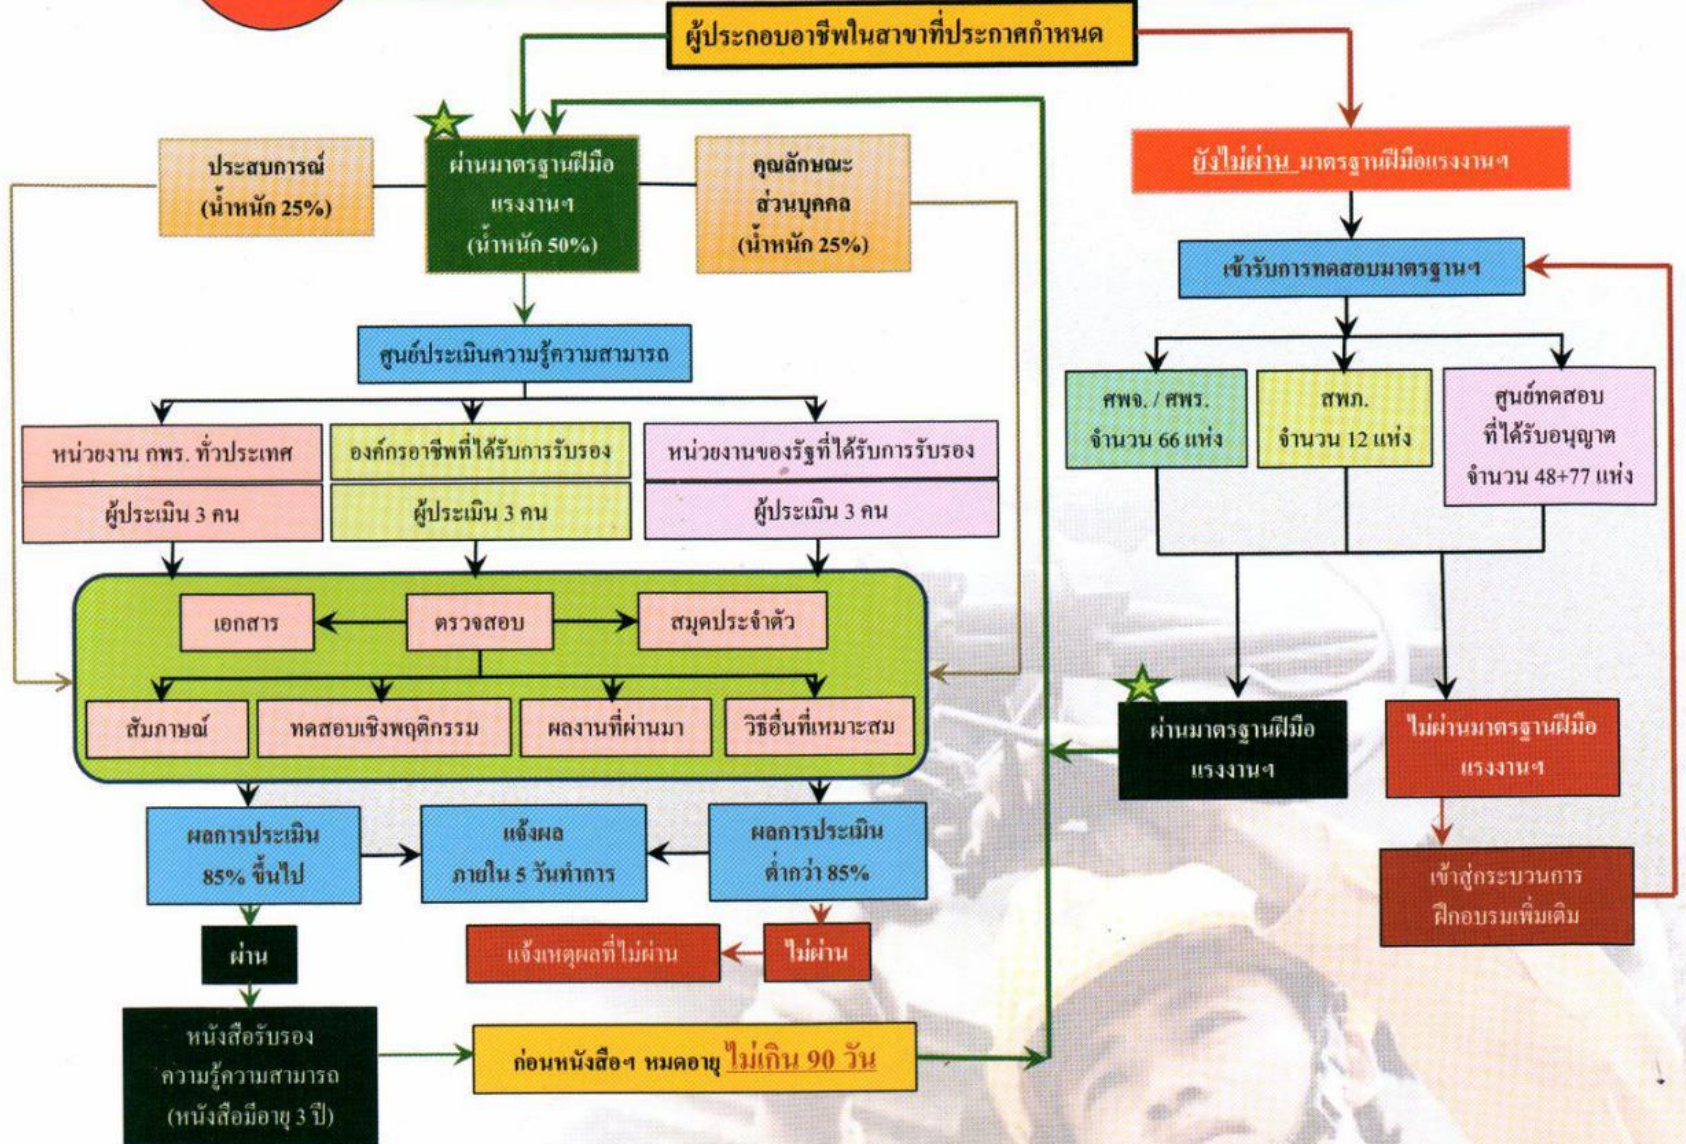 ผู้ประกอบอาชีพในสาขาที่ประกาศกำหนด
ประสบการณ์
(น้ำหนัก 25%)
ผ่านมาตรฐานฝีมือ
แรงงานฯ
(น้ำหนัก 50%)
คุณลักษณะ
ส่วนบุคคล
(น้ำหนัก 25%)
ยังไม่ผ่าน มาตรฐานฝีมือแรงงานฯ
เข้ารับการทดสอบมาตรฐานฯ
ศูนย์ประเมินความรู้ความสามารถ
ศพจ. / ศพร.
จำนวน 66 แห่ง
สพภ.
จำนวน 12 แห่ง
ศูนย์ทดสอบ
ที่ได้รับอนุญาต
จำนวน 48+77 แห่ง
หน่วยงาน กพร. ทั่วประเทศ
ผู้ประเมิน 3 คน
องค์กรอาชีพที่ได้รับการรับรอง
ผู้ประเมิน 3 คน
หน่วยงานของรัฐที่ได้รับการรับรอง
ผู้ประเมิน 3 คน
เอกสาร
ตรวจสอบ
สมุดประจำตัว
สัมภาษณ์
ทดสอบเชิงพฤติกรรม
ผลงานที่ผ่านมา
วิธีอื่นที่เหมาะสม
ผ่านมาตรฐานฝีมือ
แรงงานฯ
ไม่ผ่านมาตรฐานฝีมือ
แรงงานฯ
ผลการประเมิน
85% ขึ้นไป
แจ้งผล
ภายใน 5 วันทำการ
ผลการประเมิน
ต่ำกว่า 85%
เข้าสู่กระบวนการ
ฝึกอบรมเพิ่มเติม
ผ่าน
แจ้งเหตุผลที่ไม่ผ่าน
ไม่ผ่าน
หนังสือรับรอง
ความรู้ความสามารถ
(หนังสือมีอายุ 3 ปี)
ก่อนหนังสือฯ หมดอายุ ไม่เกิน 90 วัน